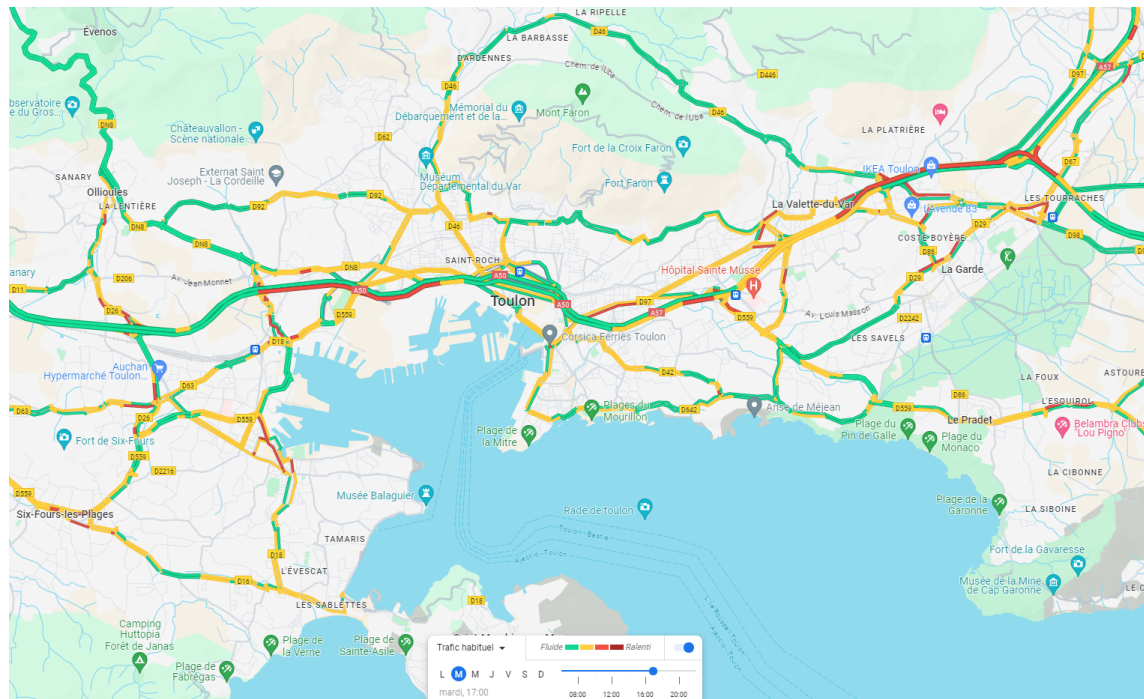 LA RIPELLE
Évenos
LA BARBASSE
D46
D'ARDENNES
Chem. de l'Uba
D97
A57
D446
D46
Observatoire
Mémorial du
Débarquement et de la...
Mont Faron
Chem. de l'Uba
D46
DN8
Châteauvallon -
Scène nationale
D62
LA PLATRIÈRE
Fort de la Croix Faron
Externat Saint
Joseph - La Cordeille
Muséum
Départemental du Var
Fort Faron
IKEA Toulon
D67
SANARY
Ollioules
LA LENTIÈRE
D92
D92
La Valette-du-Var
L'Avenue 83
LES TOURRACHES
DN8
D46
D29
D98
DN8
COSTE BOYÈRE
D86
SAINT-ROCH
La Garde
DN8
Hôpital Sainte Musse
D29
D11
D206
Av. Jean Monnet
A50
A50
Toulon
A50
D97
A57
D26
D559
D559
Av. Louis Masson
D2242
Corsica Ferries Toulon
LES SAVELS
D18
Auchan
Hypermarché Toulon...
D63
D42
LA FOUX
ASTOURE
D86
L'ESQUIROL
D63
D26
D559
Plages du
Mourillon
D642
Anse de Méjean
D559
Le Pradet
Belambra Clubs
"Lou Pigno"
Plage de
la Mitre
Plage du
Pin de Galle
Plage du
Monaco
Fort de Six-Fours
D559
D2216
LA CIBONNE
D559
Musée Balaguier
Rade de toulon
Plage de la
Garonne
LA SIBOINE
Six-Fours-les-Plages
TAMARIS
Toulon-Bastia
Ajaccio-Toulon
D18
Fort de la Gavaresse
L'ÉVESCAT
D16
Musée de la Mine
de Cap Garonne
LES SABLETTES
D18
Camping
Huttopia
Forêt de Janas
Plage de
la Verne
Plage de
Sainte-Asile
Plage de
Fabrégas
Trafic habituel
Fluide
Ralenti
L M M J V S D
mardi, 17:00
08:00 12:00 16:00 20:00